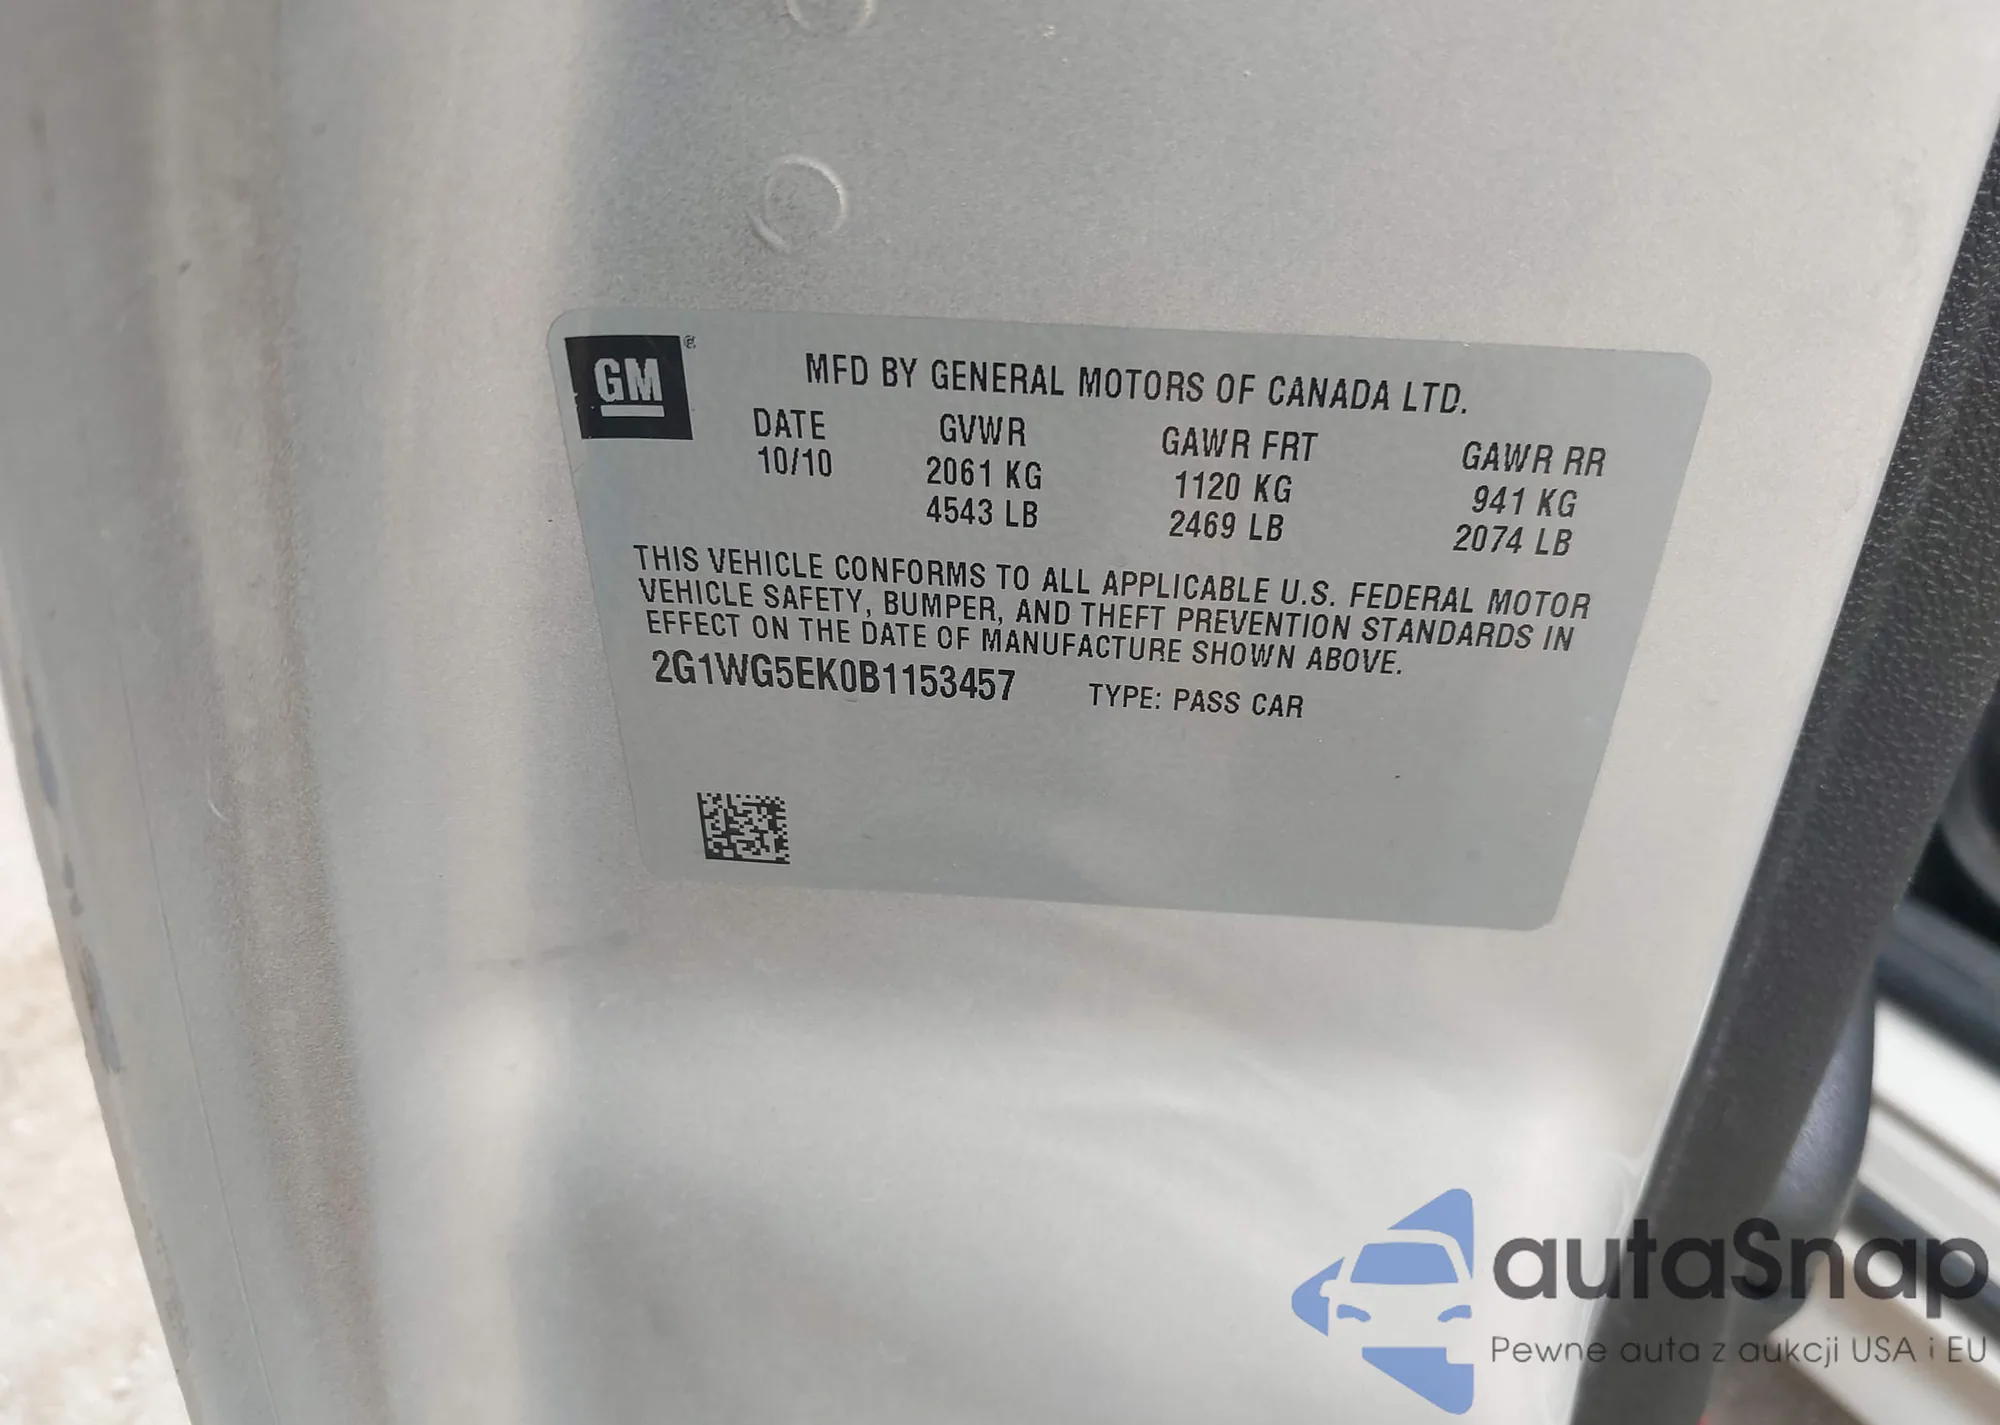 GM
MFD BY GENERAL MOTORS OF CANADA LTD.
DATE GVWR GAWR FRT GAWR RR
10/10 2061 KG 1120 KG 941 KG
4543 LB 2469 LB 2074 LB
THIS VEHICLE CONFORMS TO ALL APPLICABLE U.S. FEDERAL MOTOR
VEHICLE SAFETY, BUMPER, AND THEFT PREVENTION STANDARDS IN
EFFECT ON THE DATE OF MANUFACTURE SHOWN ABOVE.
2G1WG5EK0B1153457 TYPE: PASS CAR
autaSnap
Pewne auta z aukcji USA i EU